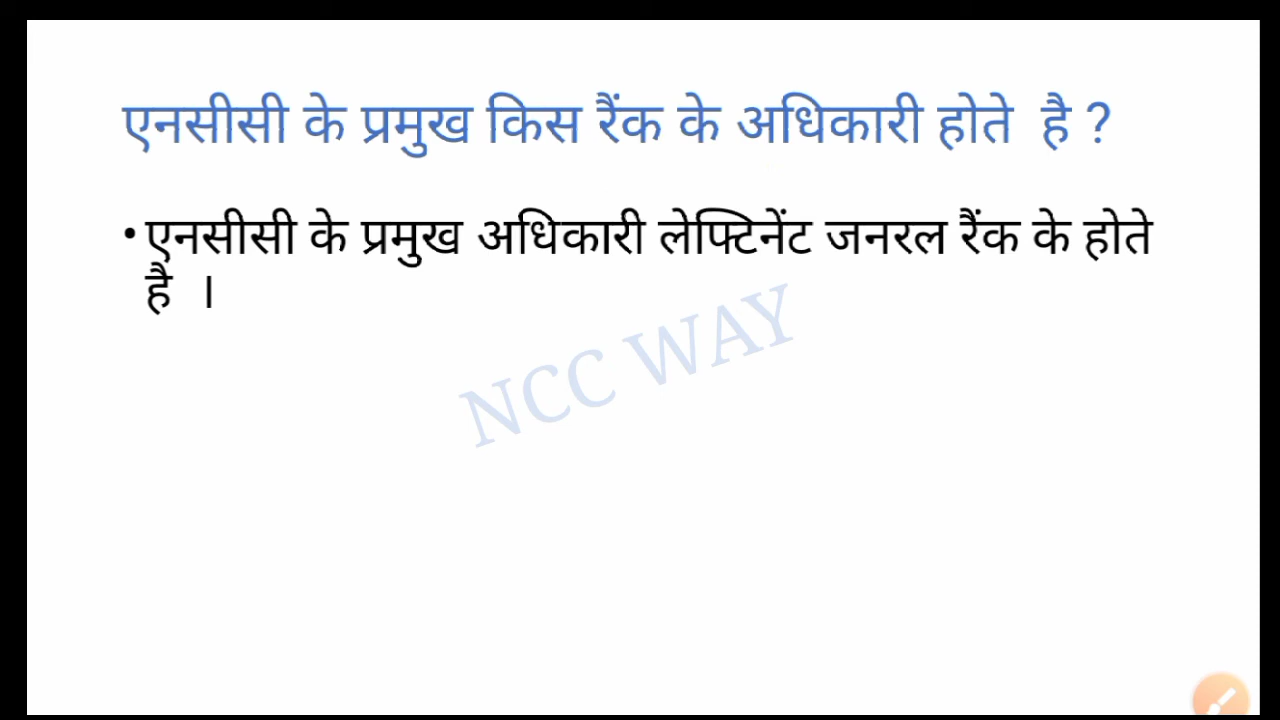 एनसीसी के प्रमुख किस रैंक के अधिकारी होते है ?
• एनसीसी के प्रमुख अधिकारी लेफ्टिनेंट जनरल रैंक के होते
है ।
NCC WAY